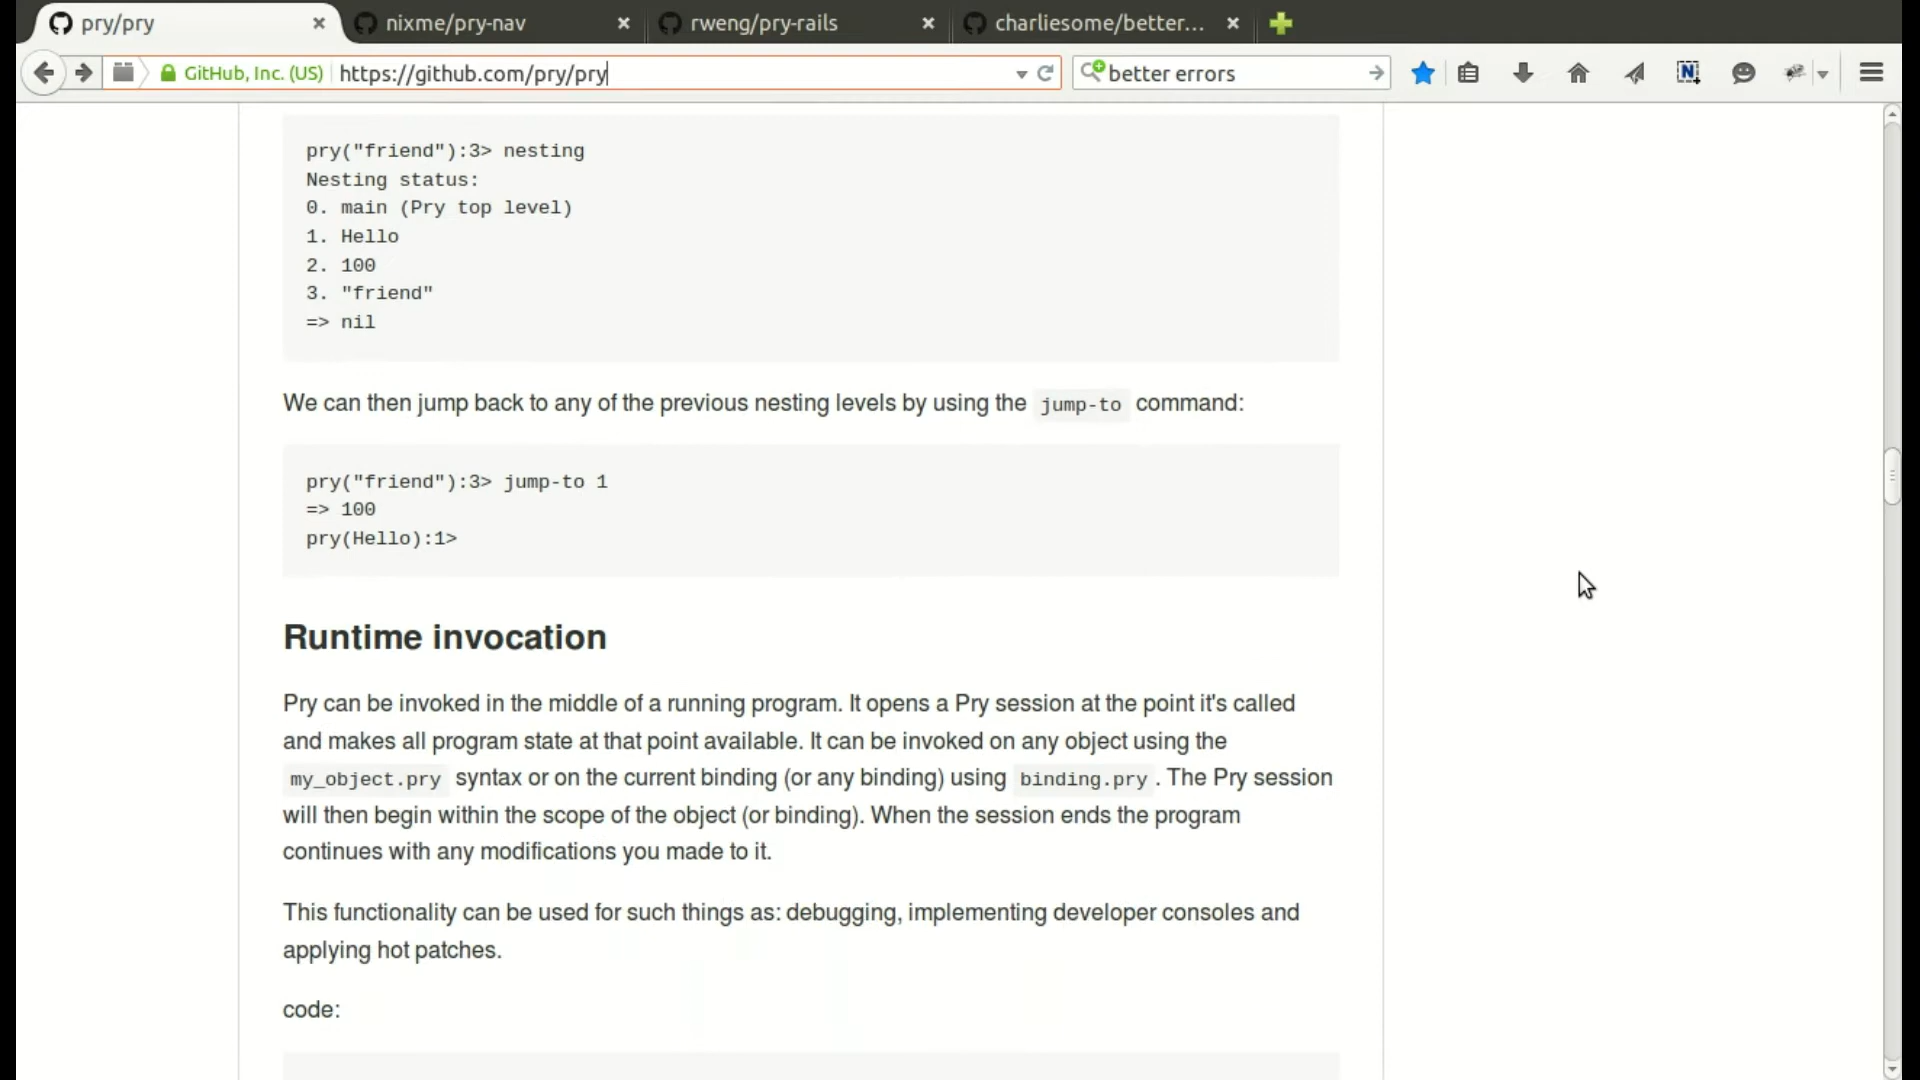 pry/pry
nixme/pry-nav
rweng/pry-rails
charliesome/better...
GitHub, Inc. (US)
https://github.com/pry/pry
better errors
pry("friend"):3> nesting
Nesting status:
0. main (Pry top level)
1. Hello
2. 100
3. "friend"
=> nil
We can then jump back to any of the previous nesting levels by using the jump-to command:
pry("friend"):3> jump-to 1
=> 100
pry(Hello):1>
Runtime invocation
Pry can be invoked in the middle of a running program. It opens a Pry session at the point it's called
and makes all program state at that point available. It can be invoked on any object using the
my_object.pry syntax or on the current binding (or any binding) using binding.pry. The Pry session
will then begin within the scope of the object (or binding). When the session ends the program
continues with any modifications you made to it.
This functionality can be used for such things as: debugging, implementing developer consoles and
applying hot patches.
code: